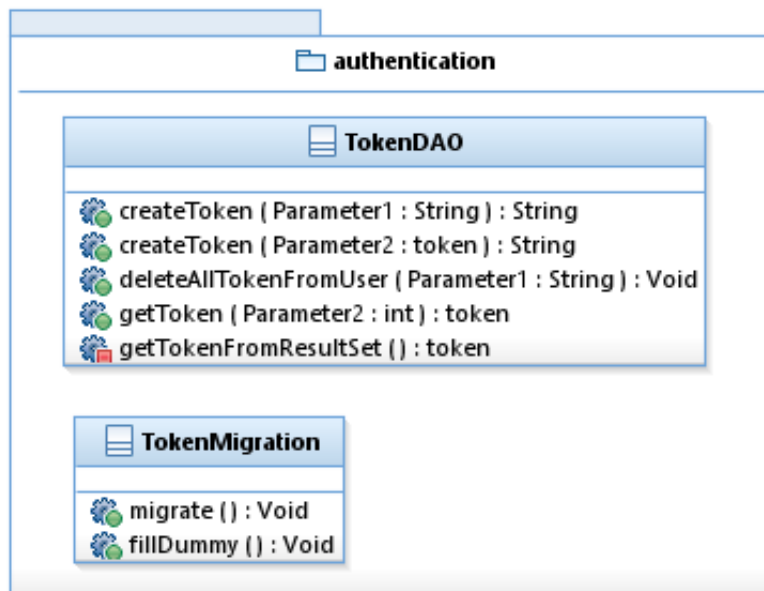 authentication
TokenDAO
createToken ( Parameter1 : String ) : String
createToken ( Parameter2 : token ) : String
deleteAllTokenFromUser ( Parameter1 : String ) : Void
getToken ( Parameter2 : int ) : token
getTokenFromResultSet ( ) : token
TokenMigration
migrate ( ) : Void
fillDummy ( ) : Void